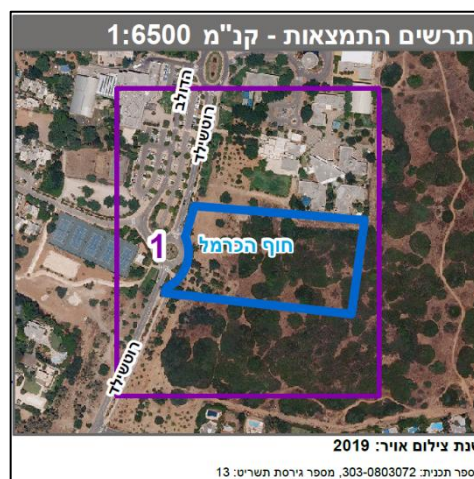 תרשים התמצאות - קנ"מ 1:6500
הדולב
רוטשילד
1
חוף הכרמל
רוטשילד
שנת צילום אויר: 2019
מספר תכנית: 303-0803072, מספר גירסת תשריט: 13